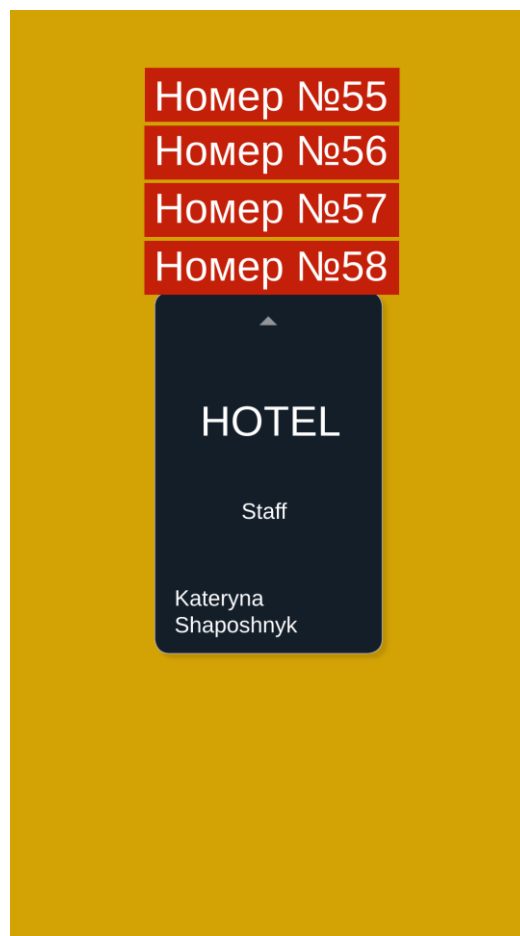 Номер №55
Номер №56
Номер №57
Номер №58
HOTEL
Staff
Kateryna
Shaposhnyk